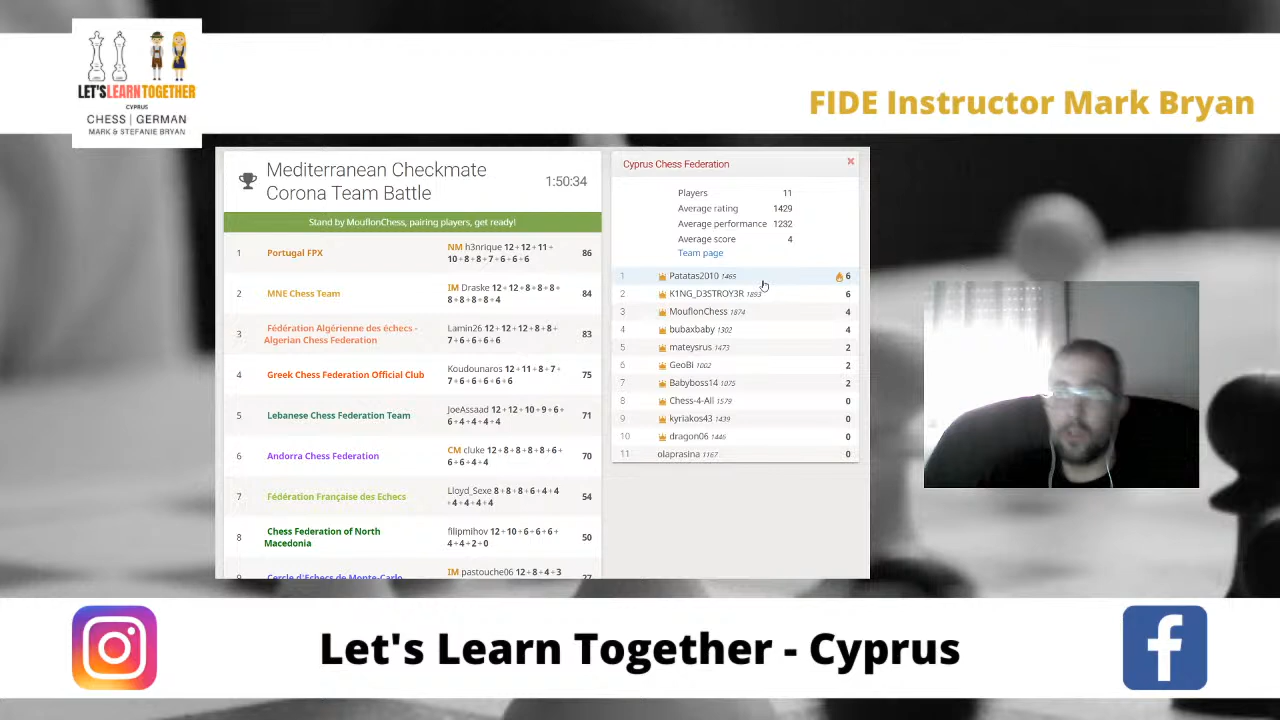 LET'S LEARN TOGETHER
CYPRUS
CHESS | GERMAN
MARK & STEFANIE BRYAN
FIDE Instructor Mark Bryan
Mediterranean Checkmate
Corona Team Battle
1:50:34
Stand by MouflonChess, pairing players, get ready!
1 Portugal FPX NM h3nrique 12+12+11+ 86
10+8+8+7+6+6+6
2 MNE Chess Team IM Draske 12+12+8+8+8+ 84
8+8+8+8+4
3 Fédération Algérienne des échecs - Lamin26 12+12+12+8+8+ 83
Algerian Chess Federation 7+6+6+6+6
4 Greek Chess Federation Official Club Koudounaros 12+11+8+7+ 75
7+6+6+6+6+6
5 Lebanese Chess Federation Team JoeAssaad 12+12+10+9+6+ 71
6+4+4+4+4
6 Andorra Chess Federation CM cluke 12+8+8+8+8+6+ 70
6+6+4+4
7 Fédération Française des Echecs Lloyd_Sexe 8+8+8+6+4+4 54
+4+4+4+4
8 Chess Federation of North filipmihov 12+10+6+6+6+ 50
Macedonia 4+4+2+0
9 Cercle d'Echecs de Monte-Carlo IM pastouche06 12+8+4+3 27
Cyprus Chess Federation
Players 11
Average rating 1429
Average performance 1232
Average score 4
Team page
1 Patatas2010 1465 6
2 K1NG_D3STROY3R 1893 6
3 MouflonChess 1874 4
4 bubaxbaby 1302 4
5 mateysrus 1473 2
6 GeoBi 1002 2
7 Babyboss14 1075 2
8 Chess-4-All 1579 0
9 kyriakos43 1439 0
10 dragon06 1446 0
11 olaprasina 1167 0
Let's Learn Together - Cyprus